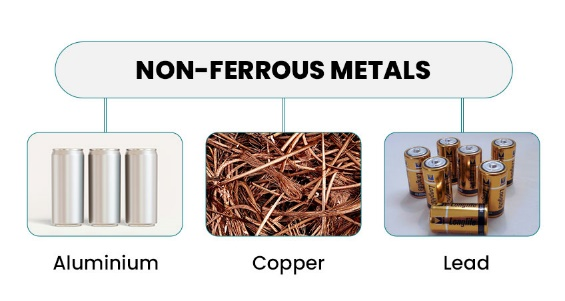 NON-FERROUS METALS
Aluminium
Copper
Lead